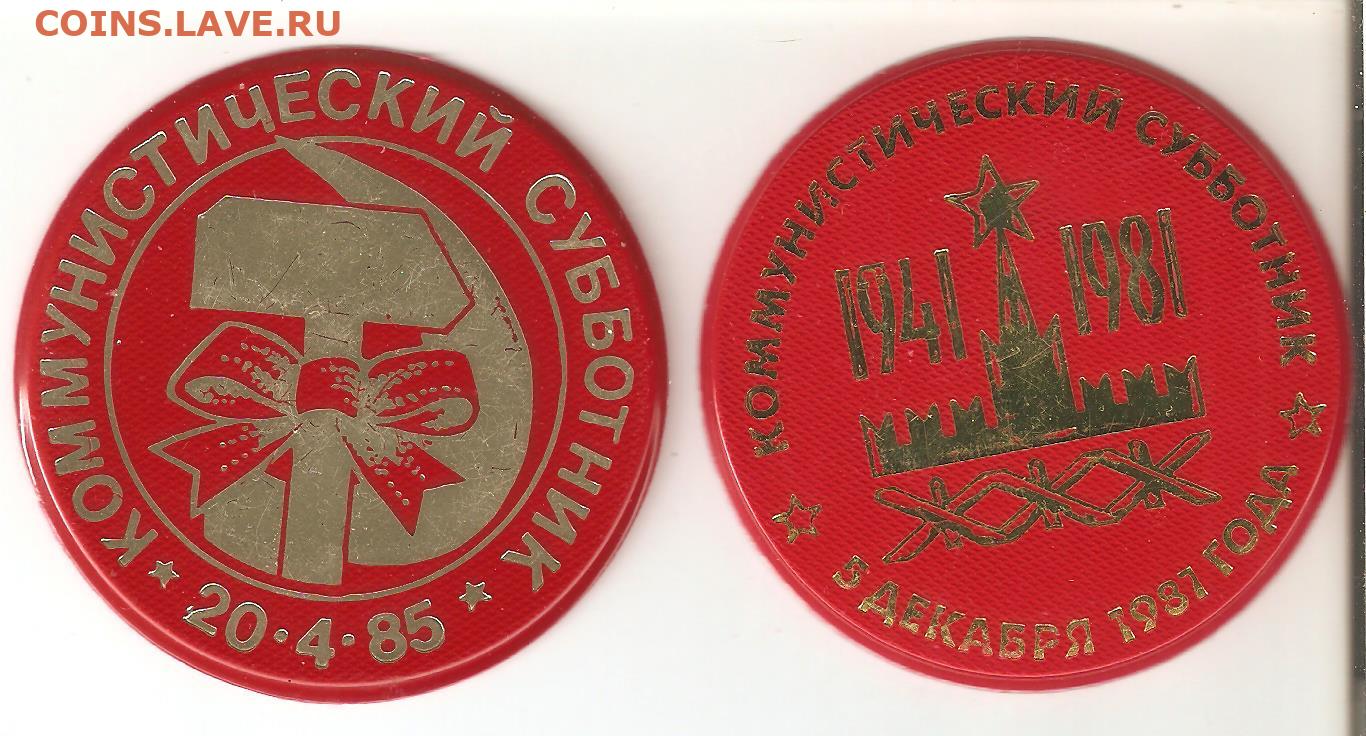 COINS.LAVE.RU
КОММУНИСТИЧЕСКИЙ СУББОТНИК
20·4·85
КОММУНИСТИЧЕСКИЙ СУББОТНИК
1941 1981
5 ДЕКАБРЯ 1981 ГОДА